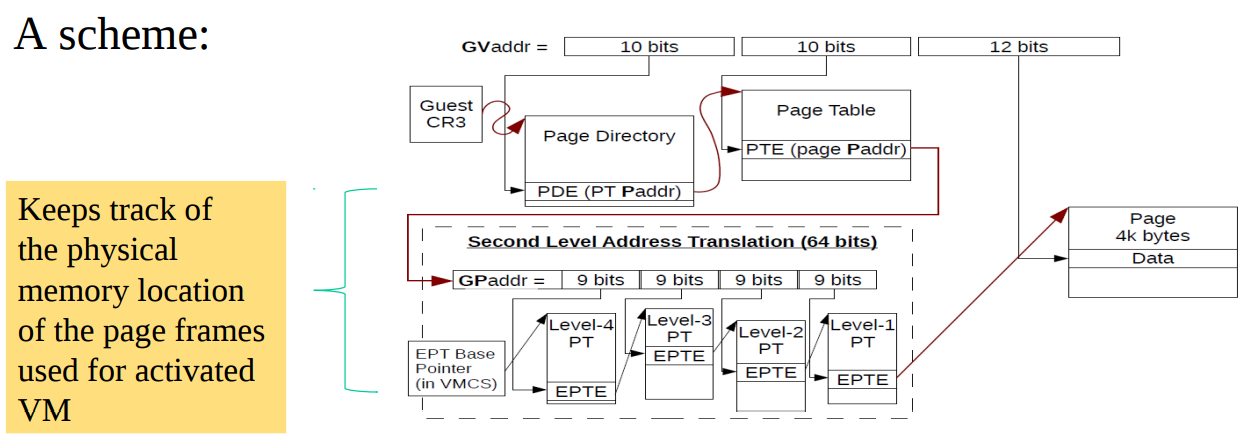 A scheme:
GVaddr =
10 bits
10 bits
12 bits
Guest
CR3
Page Directory
PDE (PT Paddr)
Page Table
PTE (page Paddr)
Keeps track of
the physical
memory location
of the page frames
used for activated
VM
Second Level Address Translation (64 bits)
GPaddr =
9 bits
9 bits
9 bits
9 bits
EPT Base
Pointer
(in VMCS)
Level-4
PT
EPTE
Level-3
PT
EPTE
Level-2
PT
EPTE
Level-1
PT
EPTE
Page
4k bytes
Data